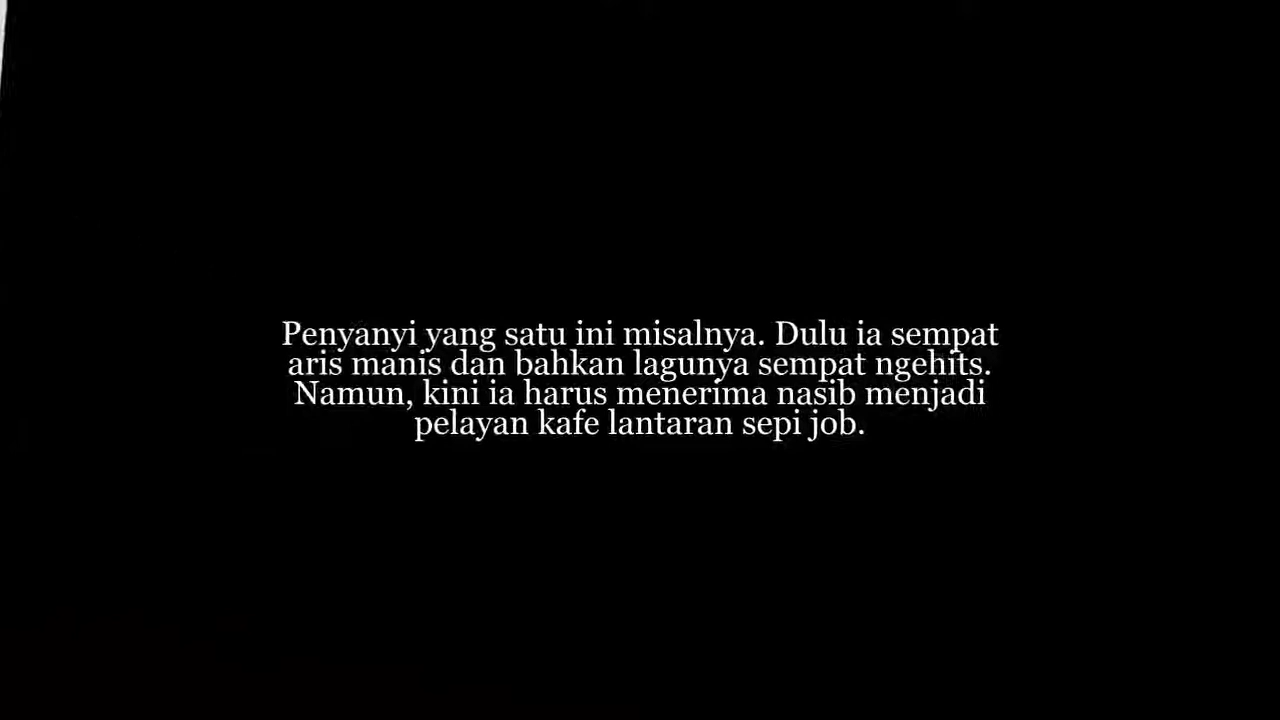 Penyanyi yang satu ini misalnya. Dulu ia sempat
aris manis dan bahkan lagunya sempat ngehits.
Namun, kini ia harus menerima nasib menjadi
pelayan kafe lantaran sepi job.